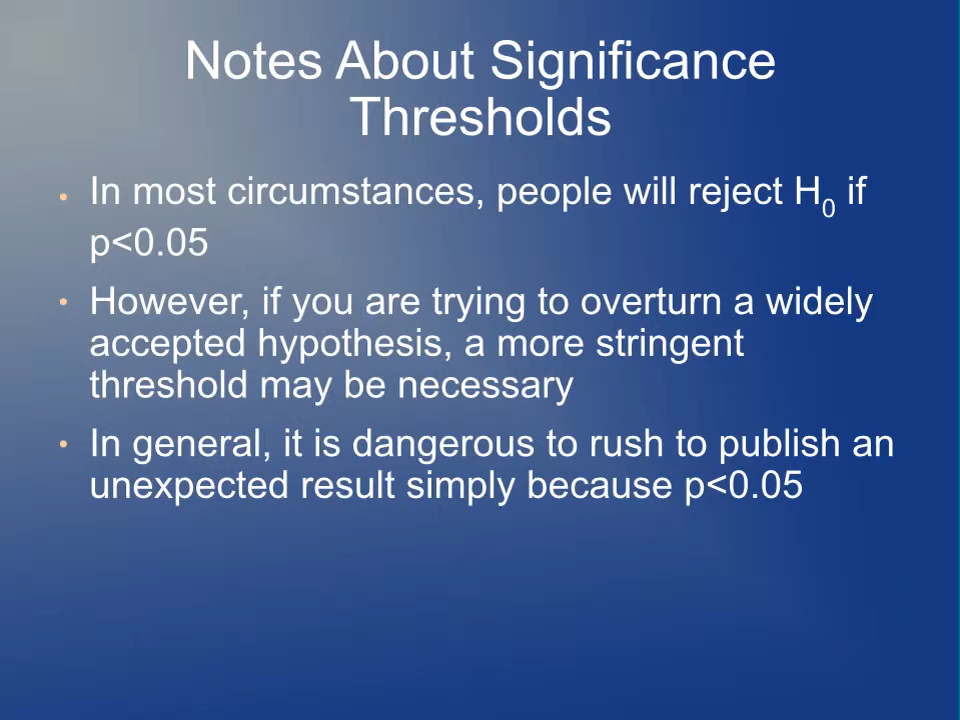 Notes About Significance
Thresholds
• In most circumstances, people will reject H₀ if
p<0.05
• However, if you are trying to overturn a widely
accepted hypothesis, a more stringent
threshold may be necessary
• In general, it is dangerous to rush to publish an
unexpected result simply because p<0.05